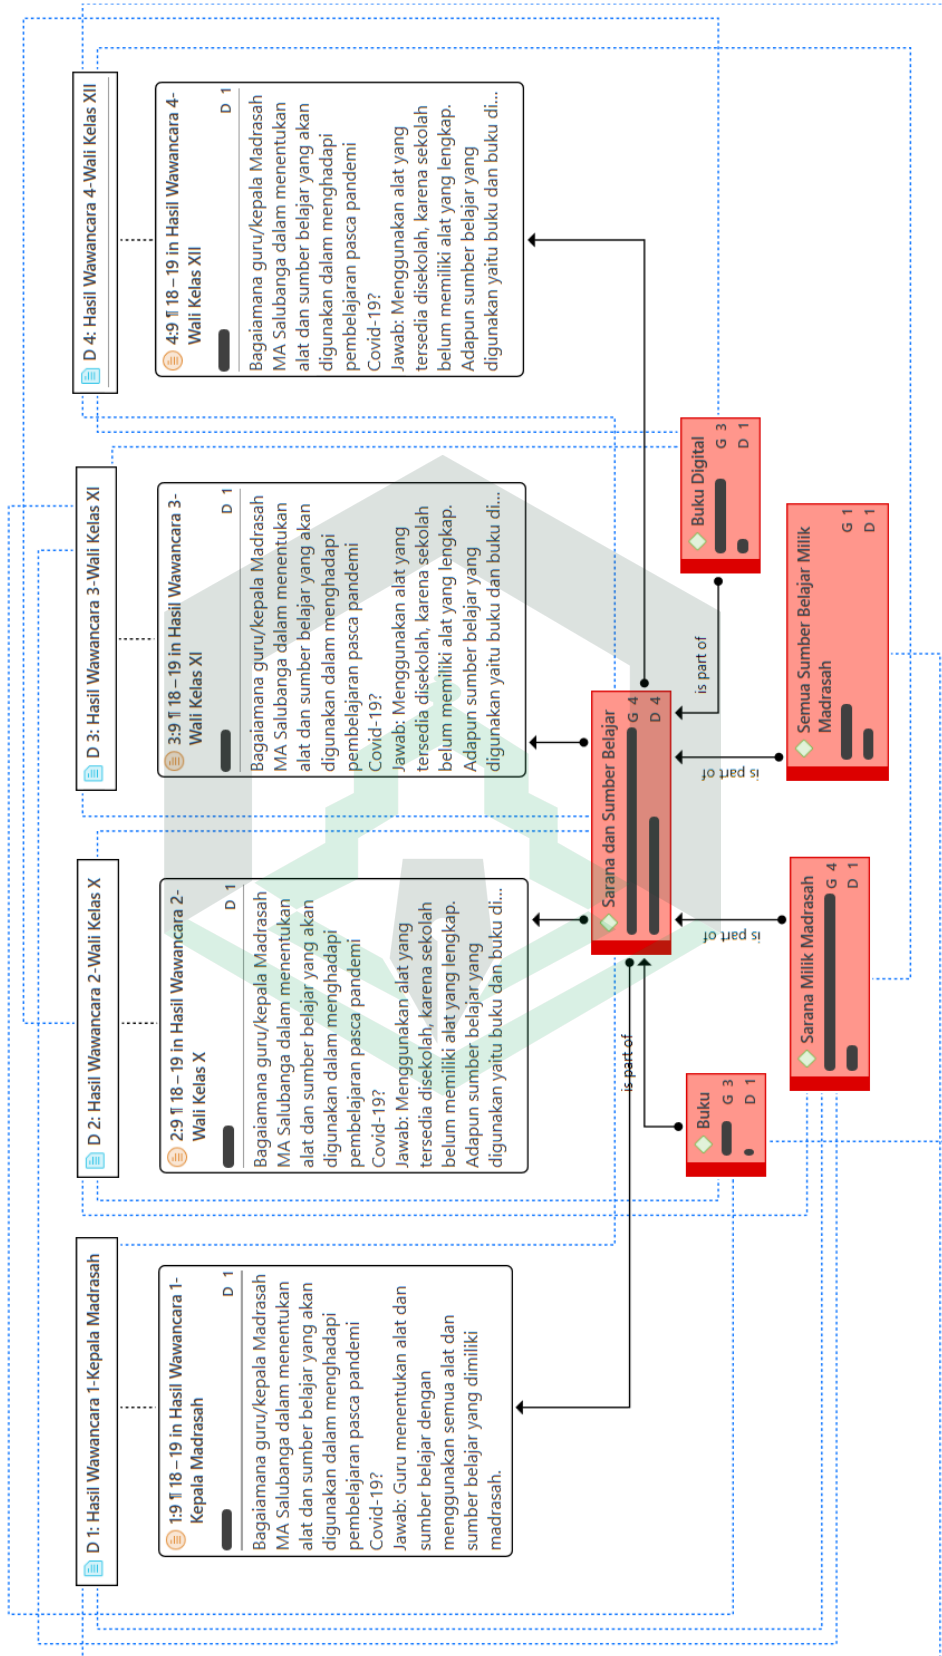 D 1: Hasil Wawancara 1-Kepala Madrasah
D 2: Hasil Wawancara 2-Wali Kelas X
D 3: Hasil Wawancara 3-Wali Kelas XI
D 4: Hasil Wawancara 4-Wali Kelas XII
1:9 ¶ 18 – 19 in Hasil Wawancara 1-
Kepala Madrasah
D 1
Bagaiamana guru/kepala Madrasah
MA Salubanga dalam menentukan
alat dan sumber belajar yang akan
digunakan dalam menghadapi
pembelajaran pasca pandemi
Covid-19?
Jawab: Guru menentukan alat dan
sumber belajar dengan
menggunakan semua alat dan
sumber belajar yang dimiliki
madrasah.
2:9 ¶ 18 – 19 in Hasil Wawancara 2-
Wali Kelas X
D 1
Bagaiamana guru/kepala Madrasah
MA Salubanga dalam menentukan
alat dan sumber belajar yang akan
digunakan dalam menghadapi
pembelajaran pasca pandemi
Covid-19?
Jawab: Menggunakan alat yang
tersedia disekolah, karena sekolah
belum memiliki alat yang lengkap.
Adapun sumber belajar yang
digunakan yaitu buku dan buku di...
3:9 ¶ 18 – 19 in Hasil Wawancara 3-
Wali Kelas XI
D 1
Bagaiamana guru/kepala Madrasah
MA Salubanga dalam menentukan
alat dan sumber belajar yang akan
digunakan dalam menghadapi
pembelajaran pasca pandemi
Covid-19?
Jawab: Menggunakan alat yang
tersedia disekolah, karena sekolah
belum memiliki alat yang lengkap.
Adapun sumber belajar yang
digunakan yaitu buku dan buku di...
4:9 ¶ 18 – 19 in Hasil Wawancara 4-
Wali Kelas XII
D 1
Bagaiamana guru/kepala Madrasah
MA Salubanga dalam menentukan
alat dan sumber belajar yang akan
digunakan dalam menghadapi
pembelajaran pasca pandemi
Covid-19?
Jawab: Menggunakan alat yang
tersedia disekolah, karena sekolah
belum memiliki alat yang lengkap.
Adapun sumber belajar yang
digunakan yaitu buku dan buku di...
Sarana dan Sumber Belajar
G 4
D 4
is part of
is part of
is part of
is part of
Buku
G 3
D 1
Sarana Milik Madrasah
G 4
D 1
Semua Sumber Belajar Milik
Madrasah
G 1
D 1
Buku Digital
G 3
D 1